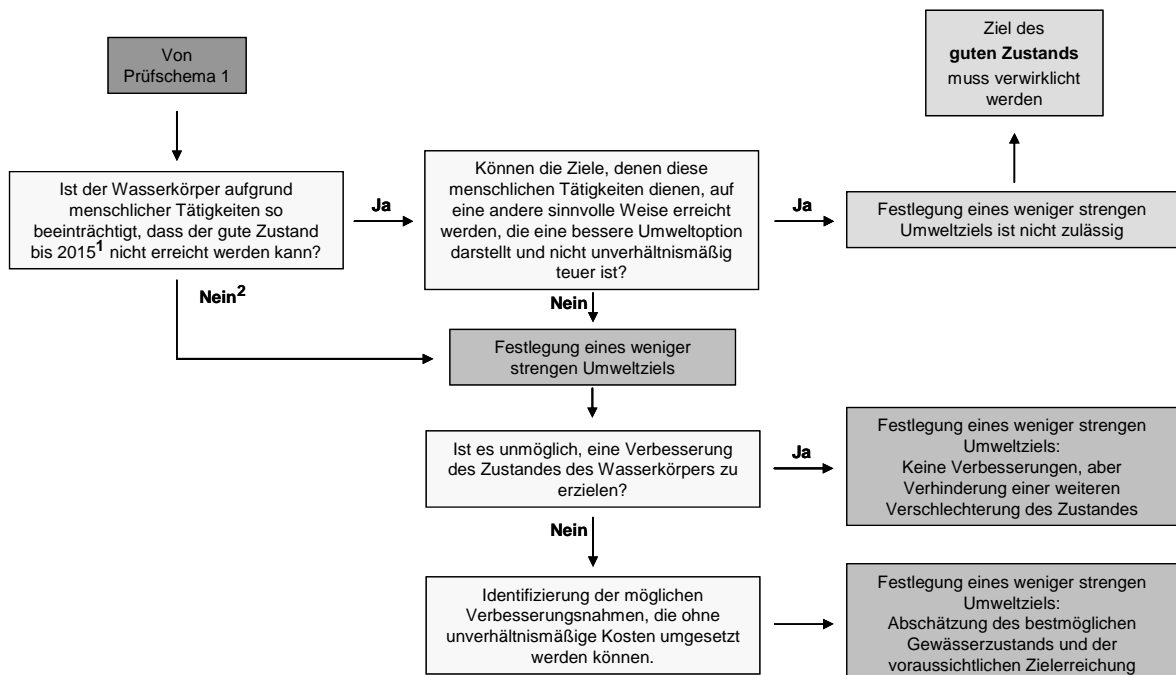 Von
Prüfschema 1
Ziel des
guten Zustands
muss verwirklicht
werden
Ist der Wasserkörper aufgrund
menschlicher Tätigkeiten so
beeinträchtigt, dass der gute Zustand
bis 2015¹ nicht erreicht werden kann?
Ja
Können die Ziele, denen diese
menschlichen Tätigkeiten dienen, auf
eine andere sinnvolle Weise erreicht
werden, die eine bessere Umweltoption
darstellt und nicht unverhältnismäßig
teuer ist?
Ja
Festlegung eines weniger strengen
Umweltziels ist nicht zulässig
Nein²
Nein
Festlegung eines weniger
strengen Umweltziels
Ist es unmöglich, eine Verbesserung
des Zustandes des Wasserkörpers zu
erzielen?
Ja
Festlegung eines weniger strengen
Umweltziels:
Keine Verbesserungen, aber
Verhinderung einer weiteren
Verschlechterung des Zustandes
Nein
Identifizierung der möglichen
Verbesserungsnahmen, die ohne
unverhältnismäßige Kosten umgesetzt
werden können.
Festlegung eines weniger strengen
Umweltziels:
Abschätzung des bestmöglichen
Gewässerzustands und der
voraussichtlichen Zielerreichung